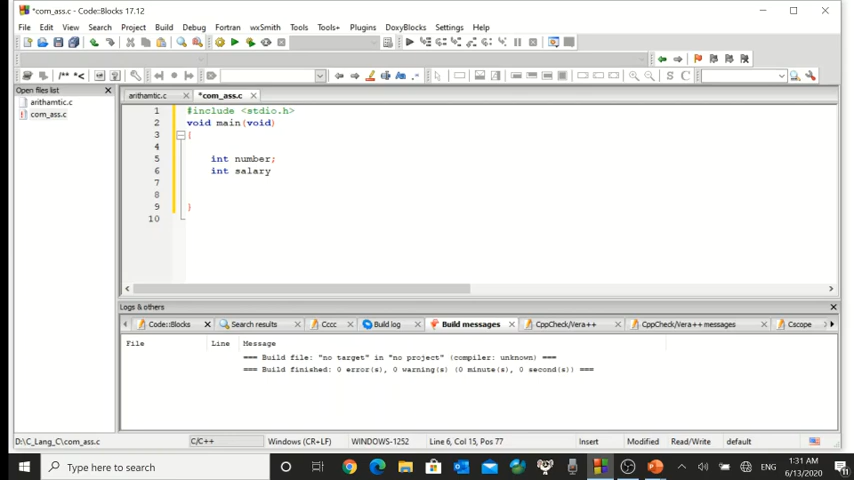 *com_ass.c - Code::Blocks 17.12
File Edit View Search Project Build Debug Fortran wxSmith Tools Tools+ Plugins DoxyBlocks Settings Help
/** *<
S C
Open files list
arithamtic.c
com_ass.c
arithamtic.c *com_ass.c
1 #include <stdio.h>
2 void main(void)
3 {
4
5 int number;
6 int salary
7
8
9 }
10
Logs & others
Code::Blocks Search results Cccc Build log Build messages CppCheck/Vera++ CppCheck/Vera++ messages Cscope
File Line Message
=== Build file: "no target" in "no project" (compiler: unknown) ===
=== Build finished: 0 error(s), 0 warning(s) (0 minute(s), 0 second(s)) ===
D:\C_Lang_C\com_ass.c C/C++ Windows (CR+LF) WINDOWS-1252 Line 6, Col 15, Pos 77 Insert Modified Read/Write default
Type here to search
ENG
1:31 AM
6/13/2020